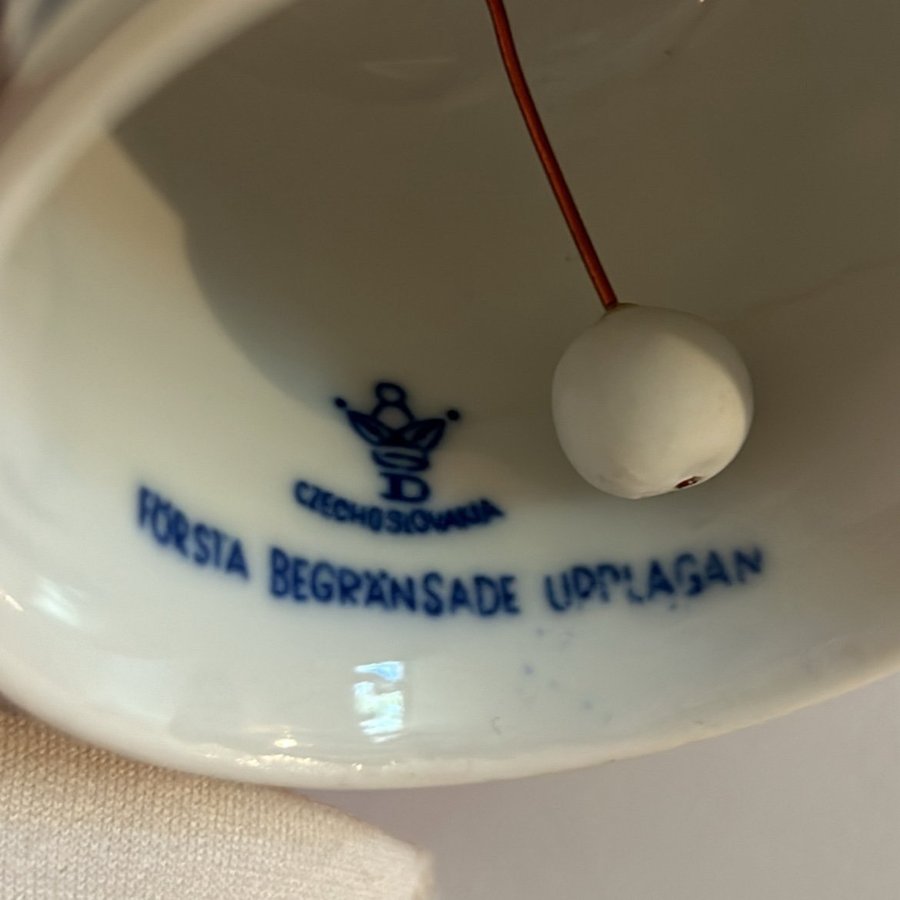 D
CZECHOSLOVAKIA
FÖRSTA BEGRÄNSADE UPPLAGAN